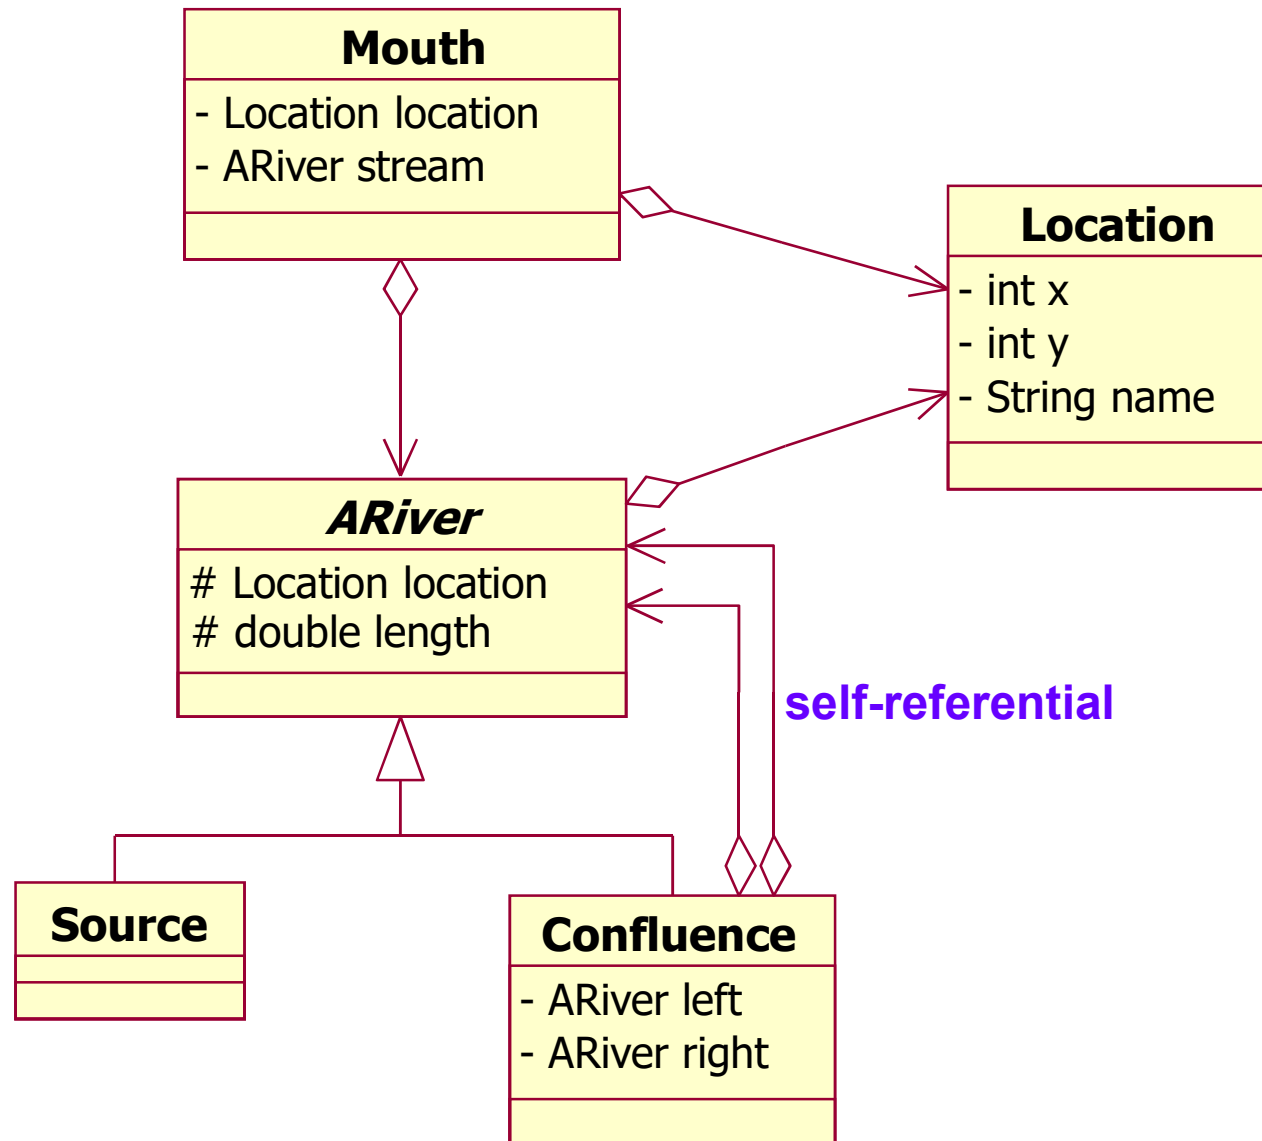 Mouth
- Location location
- ARiver stream
Location
- int x
- int y
- String name
ARiver
# Location location
# double length
self-referential
Source
Confluence
- ARiver left
- ARiver right